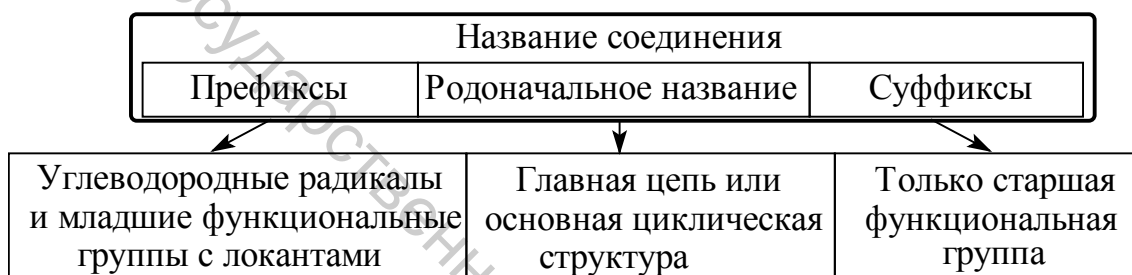 Название соединения
Префиксы Родоначальное название Суффиксы
Углеводородные радикалы
и младшие функциональные
группы с локантами
Главная цепь или
основная циклическая
структура
Только старшая
функциональная
группа